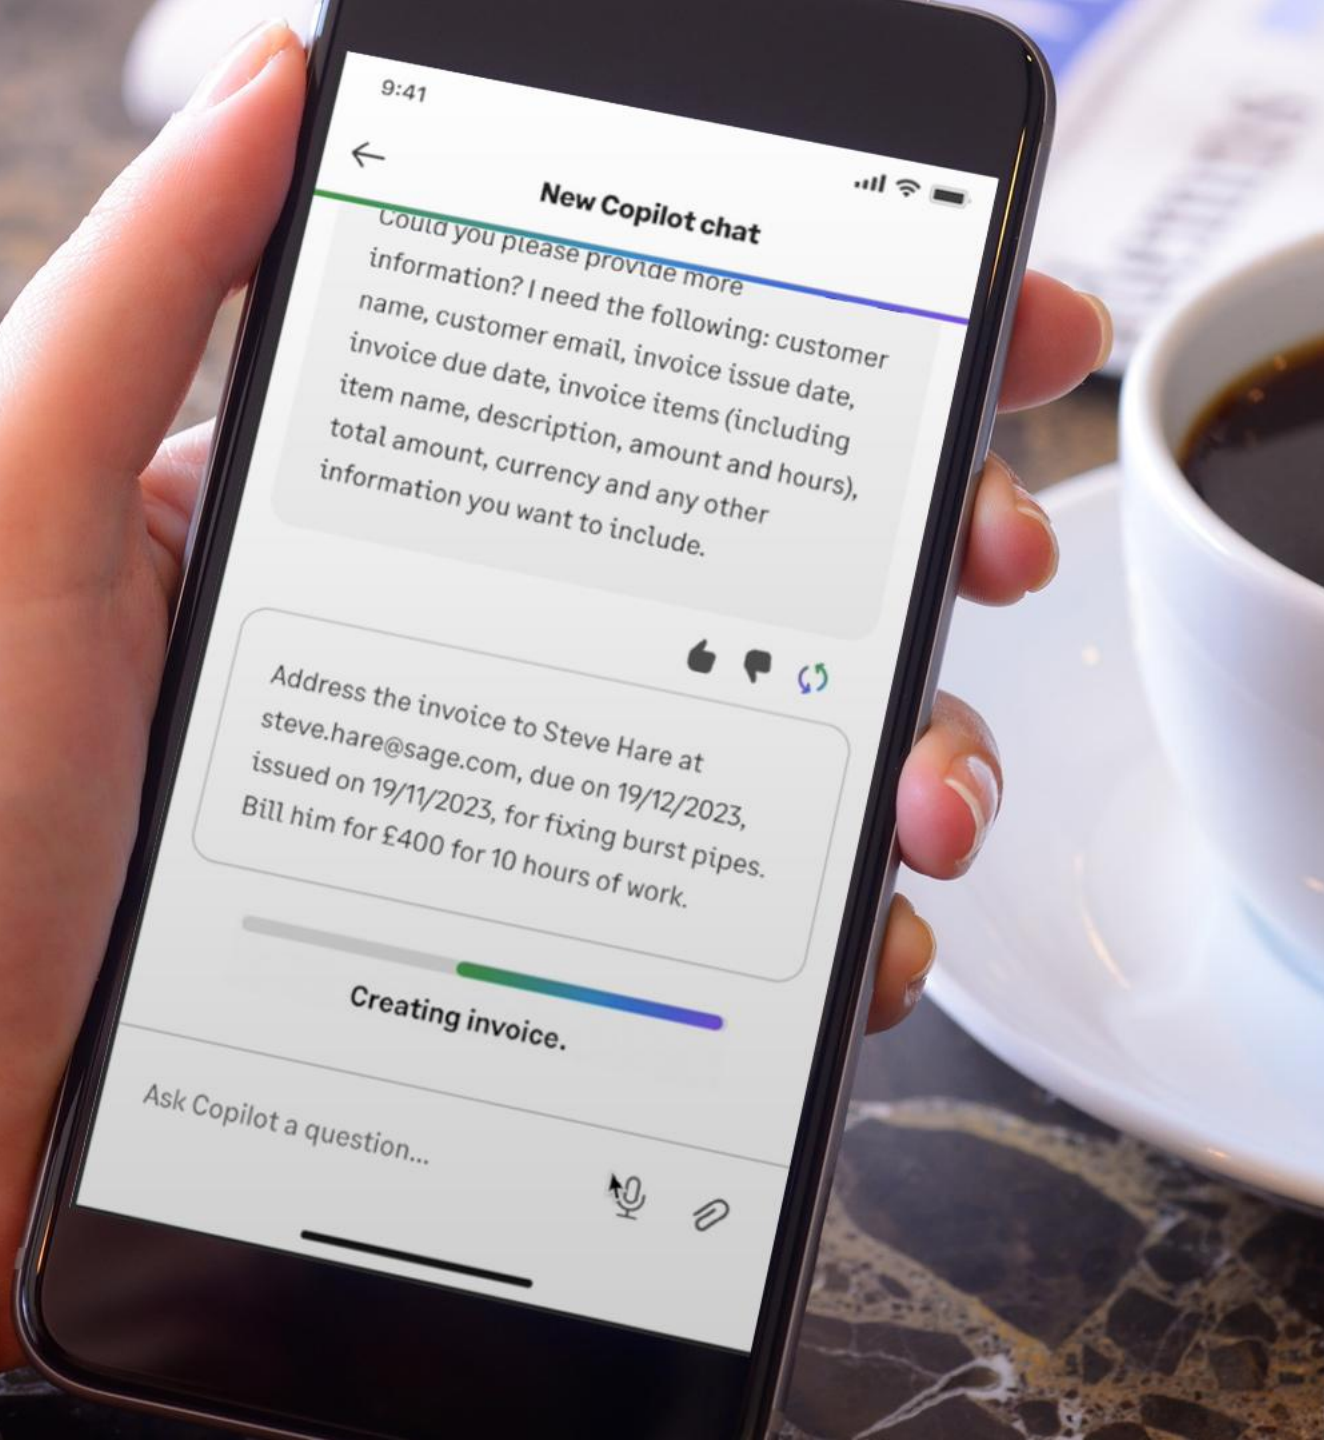 9:41
New Copilot chat
Could you please provide more
information? I need the following: customer
name, customer email, invoice issue date,
invoice due date, invoice items (including
item name, description, amount and hours),
total amount, currency and any other
information you want to include.
Address the invoice to Steve Hare at
steve.hare@sage.com, due on 19/12/2023,
issued on 19/11/2023, for fixing burst pipes.
Bill him for £400 for 10 hours of work.
Creating invoice.
Ask Copilot a question...